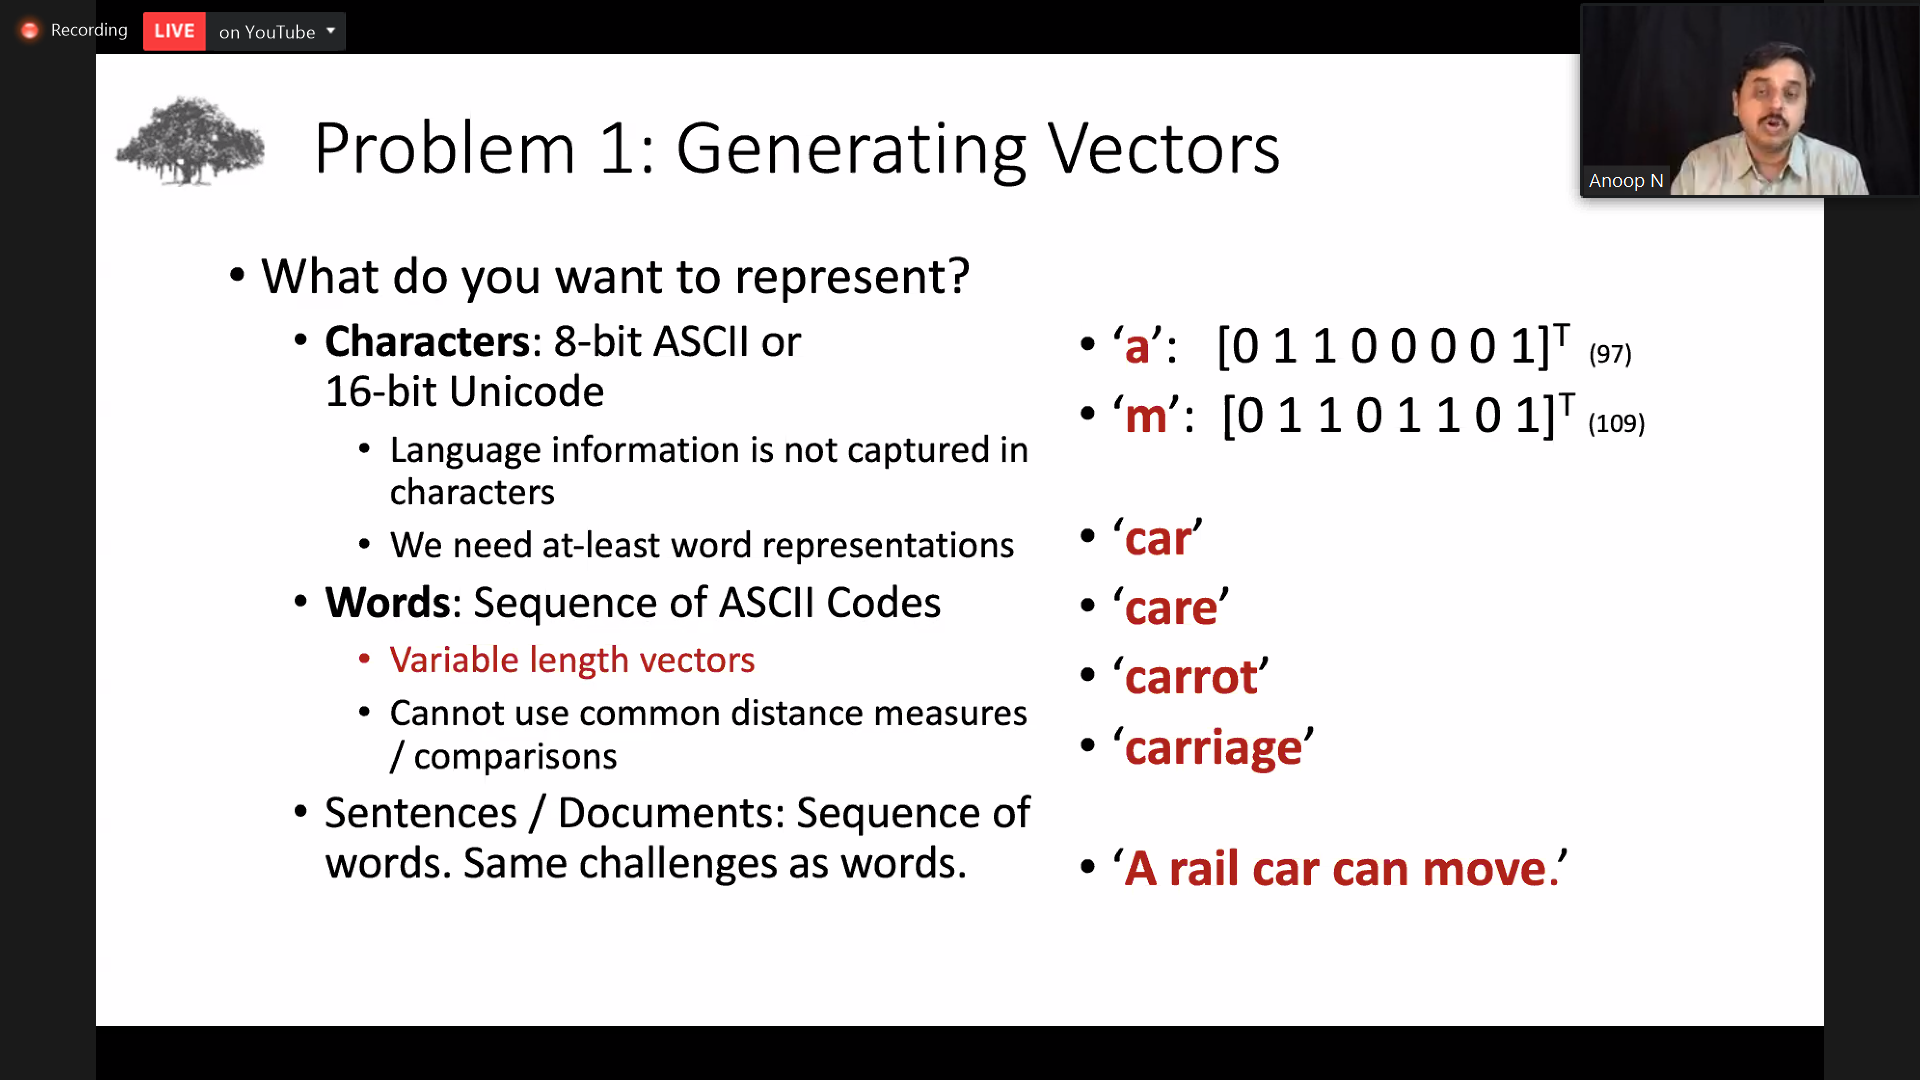 Recording
LIVE on YouTube
Anoop N
Problem 1: Generating Vectors
• What do you want to represent?
• Characters: 8-bit ASCII or
16-bit Unicode
• Language information is not captured in
characters
• We need at-least word representations
• Words: Sequence of ASCII Codes
• Variable length vectors
• Cannot use common distance measures
/ comparisons
• Sentences / Documents: Sequence of
words. Same challenges as words.
• ‘a’: [0 1 1 0 0 0 0 1]ᵀ (97)
• ‘m’: [0 1 1 0 1 1 0 1]ᵀ (109)
• ‘car’
• ‘care’
• ‘carrot’
• ‘carriage’
• ‘A rail car can move.’